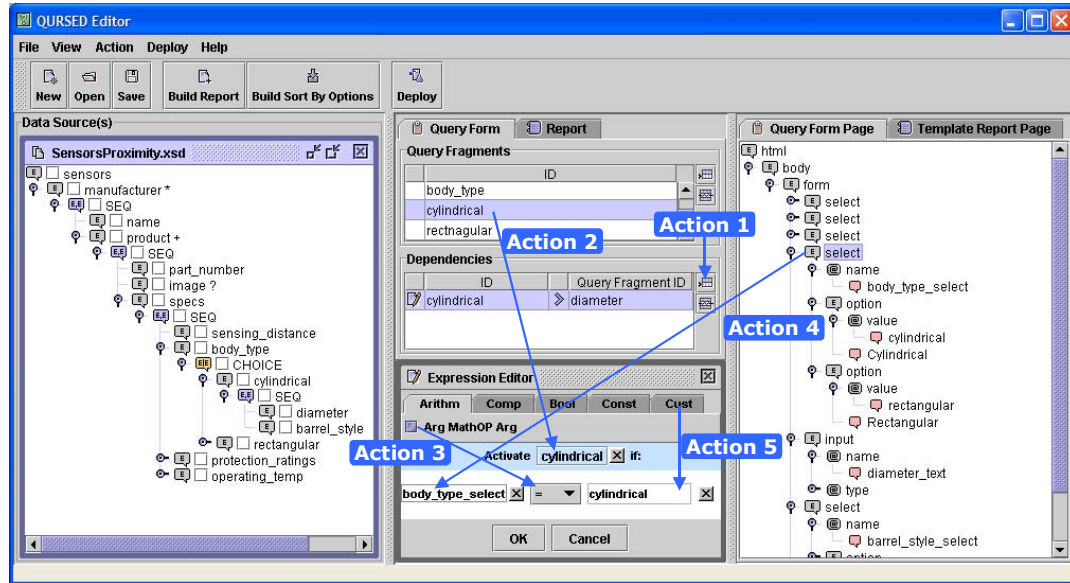 QURSED Editor
File View Action Deploy Help
New Open Save Build Report Build Sort By Options Deploy
Data Source(s)
SensorsProximity.xsd
E sensors
E manufacturer *
E,E SEQ
E name
E product +
E,E SEQ
E part_number
E image ?
E specs
E,E SEQ
E sensing_distance
E body_type
E|E CHOICE
E cylindrical
E,E SEQ
E diameter
E barrel_style
E rectangular
E protection_ratings
E operating_temp
Query Form Report
Query Fragments
ID
body_type
cylindrical
rectnagular
Action 1
Action 2
Dependencies
ID Query Fragment ID
cylindrical diameter
Expression Editor
Arithm Comp Bool Const Cust
Arg MathOP Arg
Action 3
Activate cylindrical if:
Action 5
body_type_select = cylindrical
OK Cancel
Query Form Page Template Report Page
E html
E body
E form
E select
E select
E select
E select
@ name
body_type_select
Action 4
E option
@ value
cylindrical
Cylindrical
E option
@ value
rectangular
Rectangular
E input
@ name
diameter_text
@ type
E select
@ name
barrel_style_select
E option